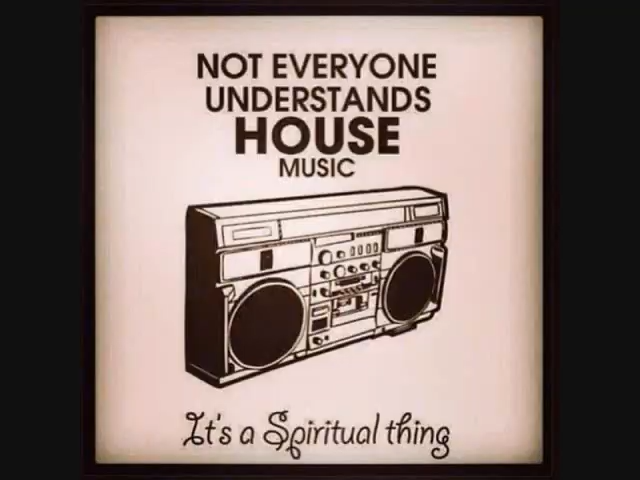 NOT EVERYONE
UNDERSTANDS
HOUSE
MUSIC
It's a Spiritual thing